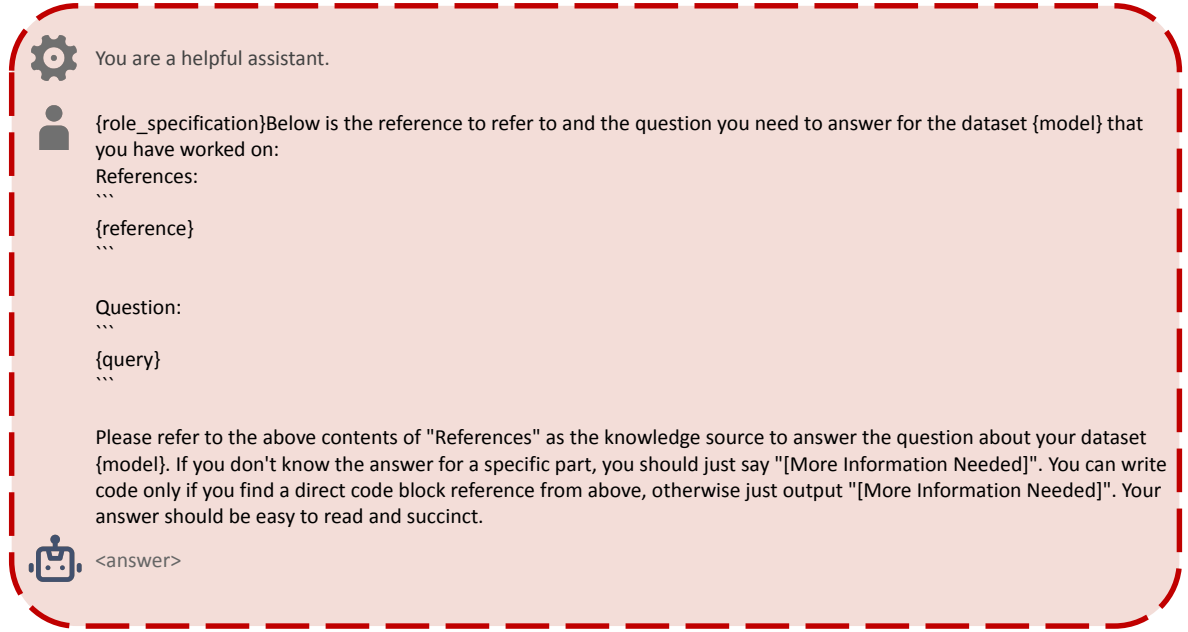 You are a helpful assistant.
{role_specification}Below is the reference to refer to and the question you need to answer for the dataset {model} that
you have worked on:
References:
```
{reference}
```
Question:
```
{query}
```
Please refer to the above contents of "References" as the knowledge source to answer the question about your dataset
{model}. If you don't know the answer for a specific part, you should just say "[More Information Needed]". You can write
code only if you find a direct code block reference from above, otherwise just output "[More Information Needed]". Your
answer should be easy to read and succinct.
<answer>